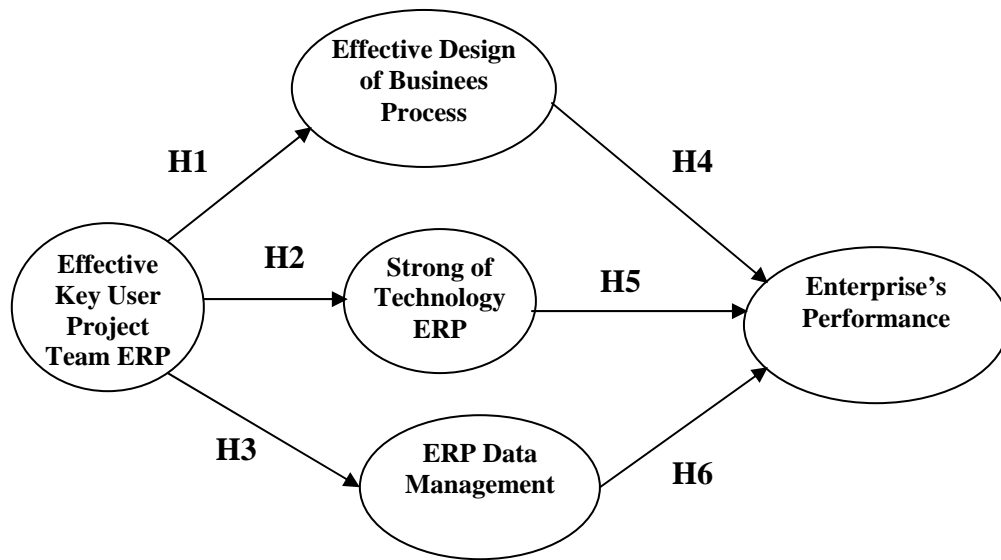 Effective Design
of Businees
Process
H1
H4
Effective
Key User
Project
Team ERP
H2
Strong of
Technology
ERP
H5
Enterprise's
Performance
H3
ERP Data
Management
H6